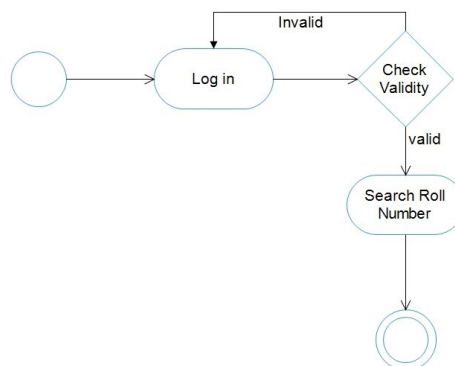 Invalid
Log in
Check
Validity
valid
Search Roll
Number